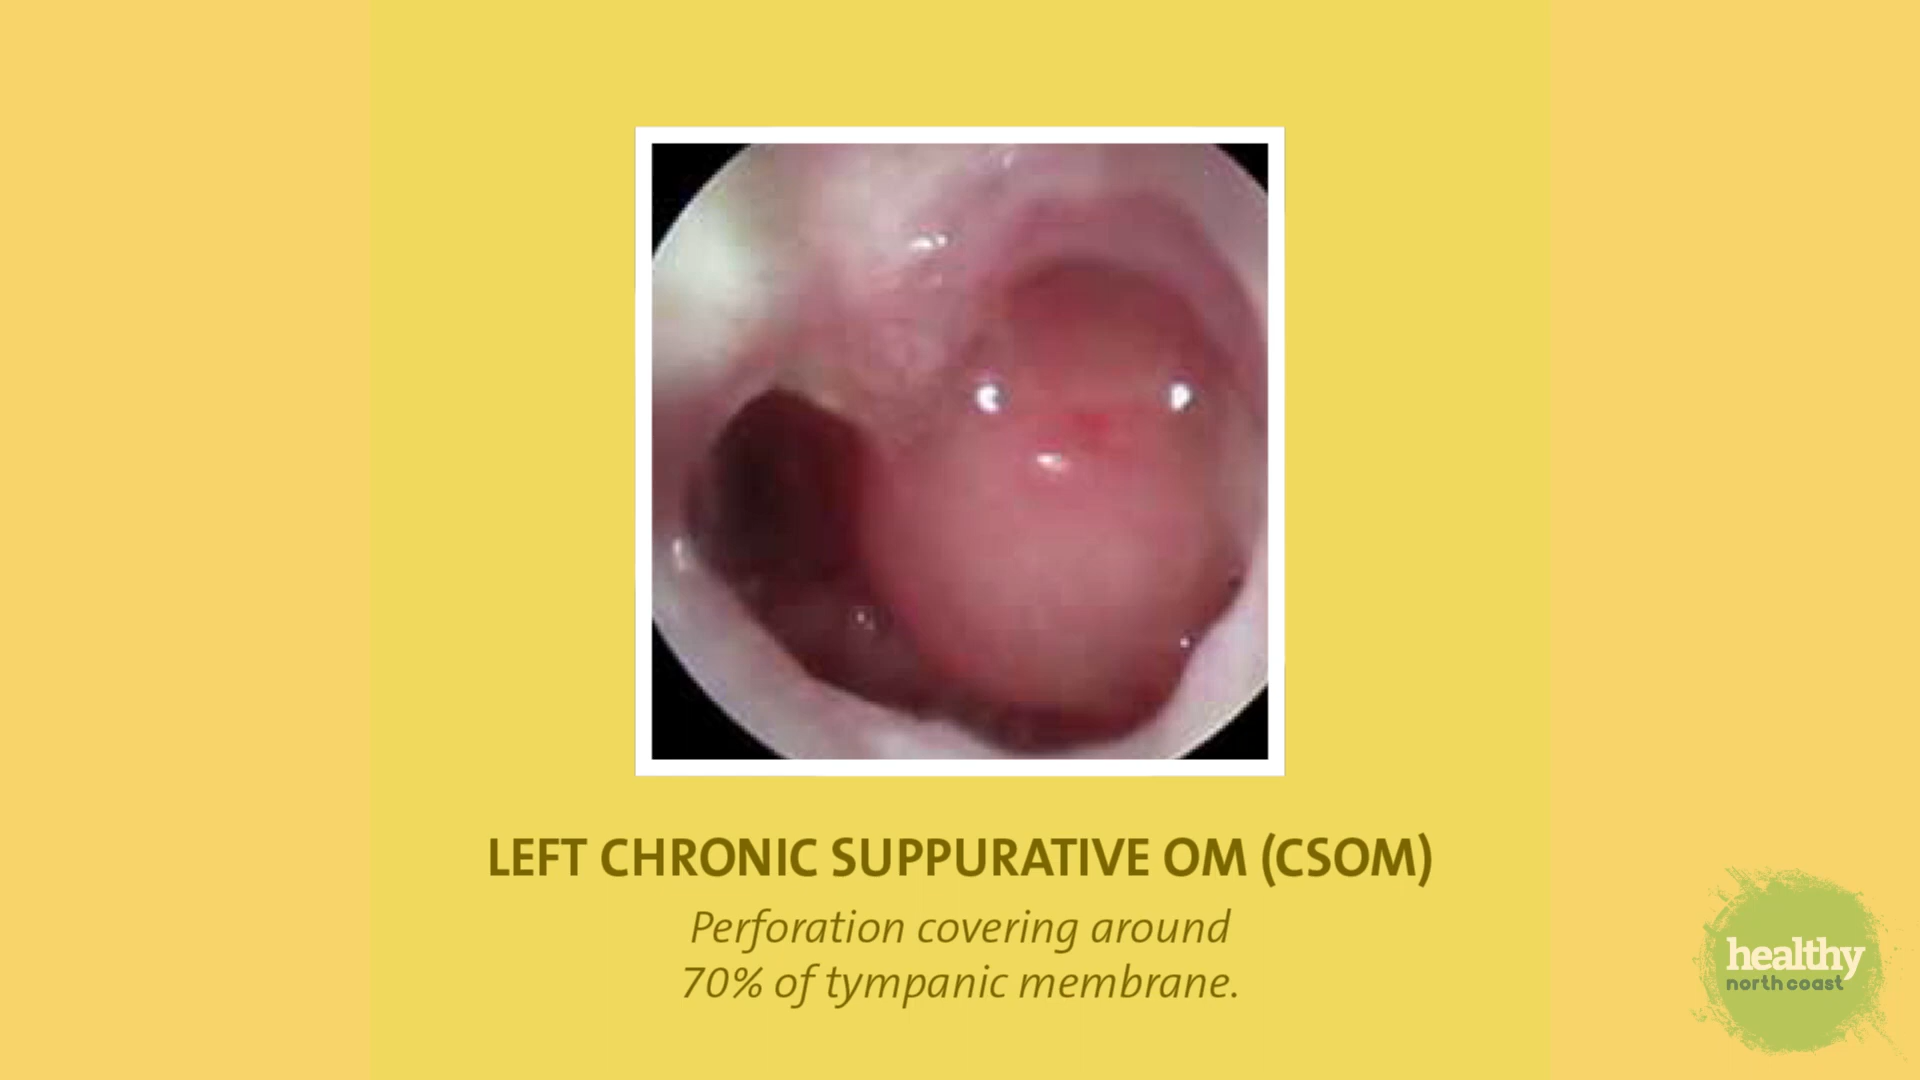 LEFT CHRONIC SUPPURATIVE OM (CSOM)
Perforation covering around
70% of tympanic membrane.
healthy
north coast